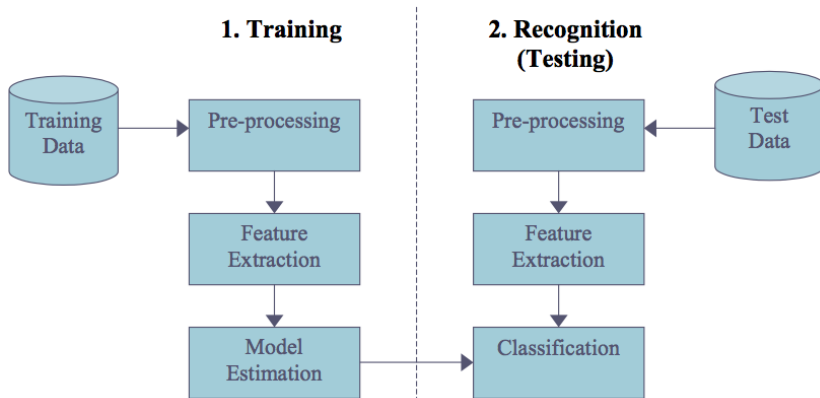 1. Training
2. Recognition
(Testing)
Training
Data
Pre-processing
Pre-processing
Test
Data
Feature
Extraction
Feature
Extraction
Model
Estimation
Classification